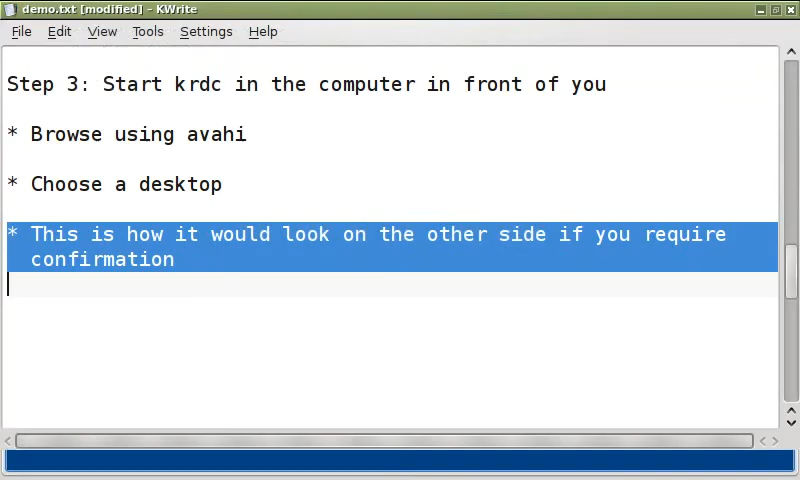 demo.txt [modified] – KWrite
File Edit View Tools Settings Help
Step 3: Start krdc in the computer in front of you
* Browse using avahi
* Choose a desktop
* This is how it would look on the other side if you require
confirmation